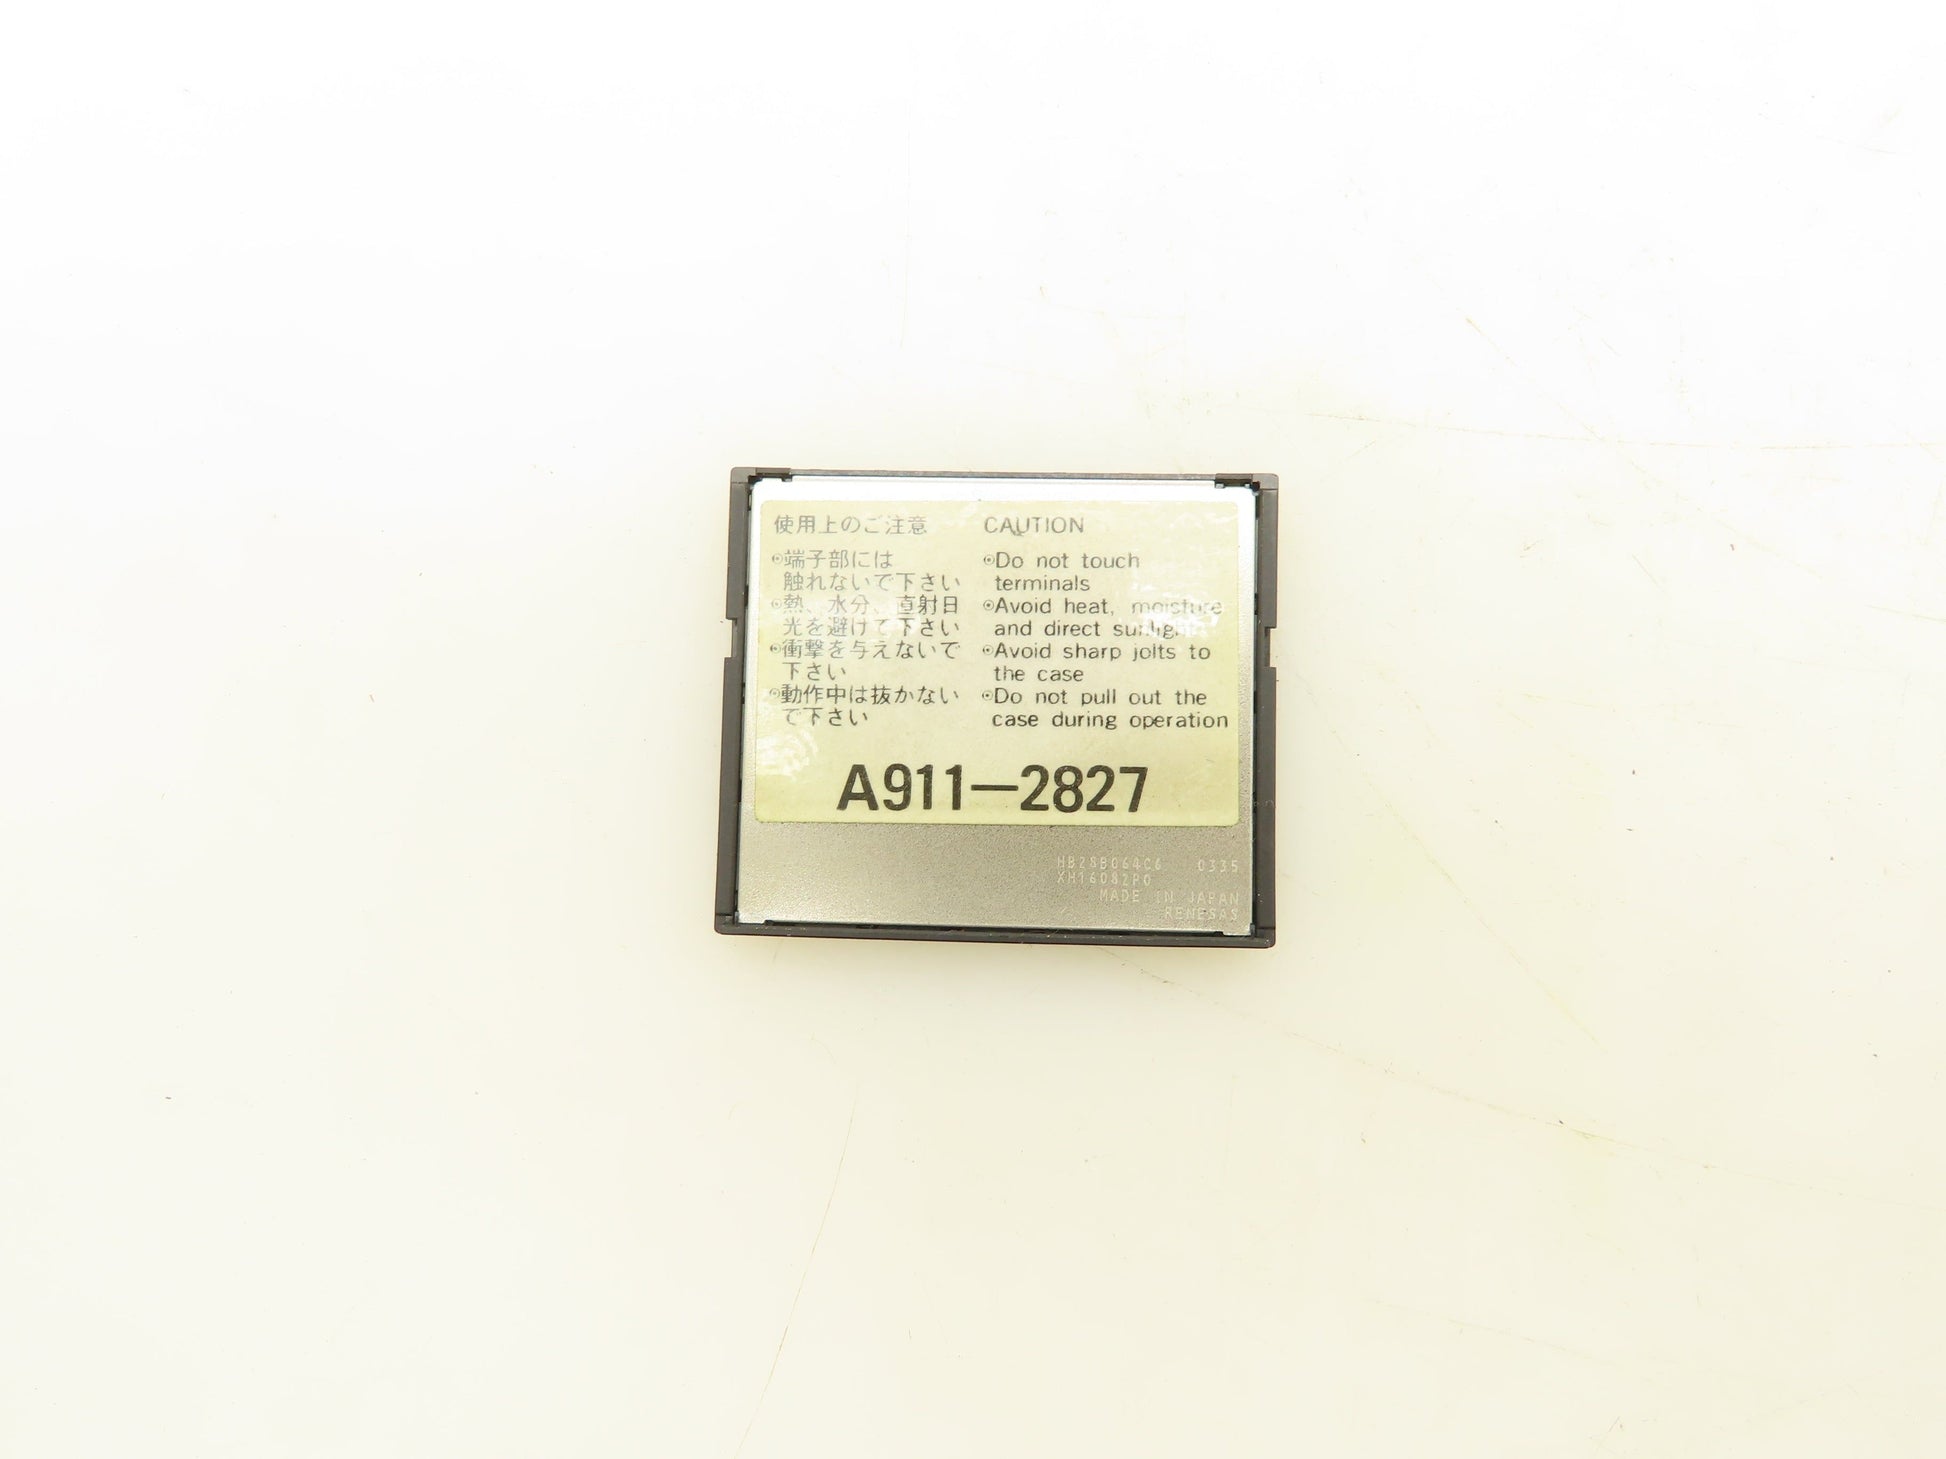 使用上のご注意
⊙端子部には
触れないで下さい
⊙熱、水分、直射日
光を避けて下さい
⊙衝撃を与えないで
下さい
⊙動作中は抜かない
で下さい
CAUTION
⊙Do not touch
terminals
⊙Avoid heat, moisture
and direct sunlight
⊙Avoid sharp jolts to
the case
⊙Do not pull out the
case during operation
A911-2827
HB28B064C6 0335
XH16082P0
MADE IN JAPAN
RENESAS